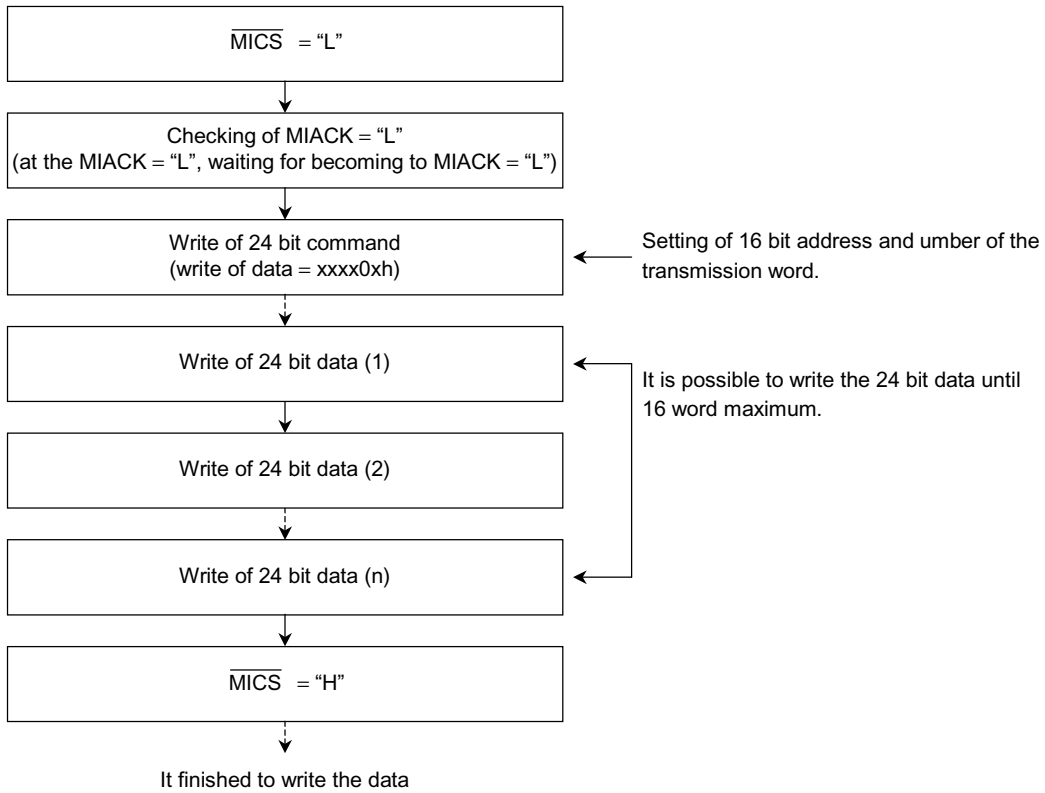 MICS = “L”
Checking of MIACK = “L”
(at the MIACK = “L”, waiting for becoming to MIACK = “L”)
Write of 24 bit command
(write of data = xxxx0xh)
Setting of 16 bit address and umber of the
transmission word.
Write of 24 bit data (1)
It is possible to write the 24 bit data until
16 word maximum.
Write of 24 bit data (2)
Write of 24 bit data (n)
MICS = “H”
It finished to write the data